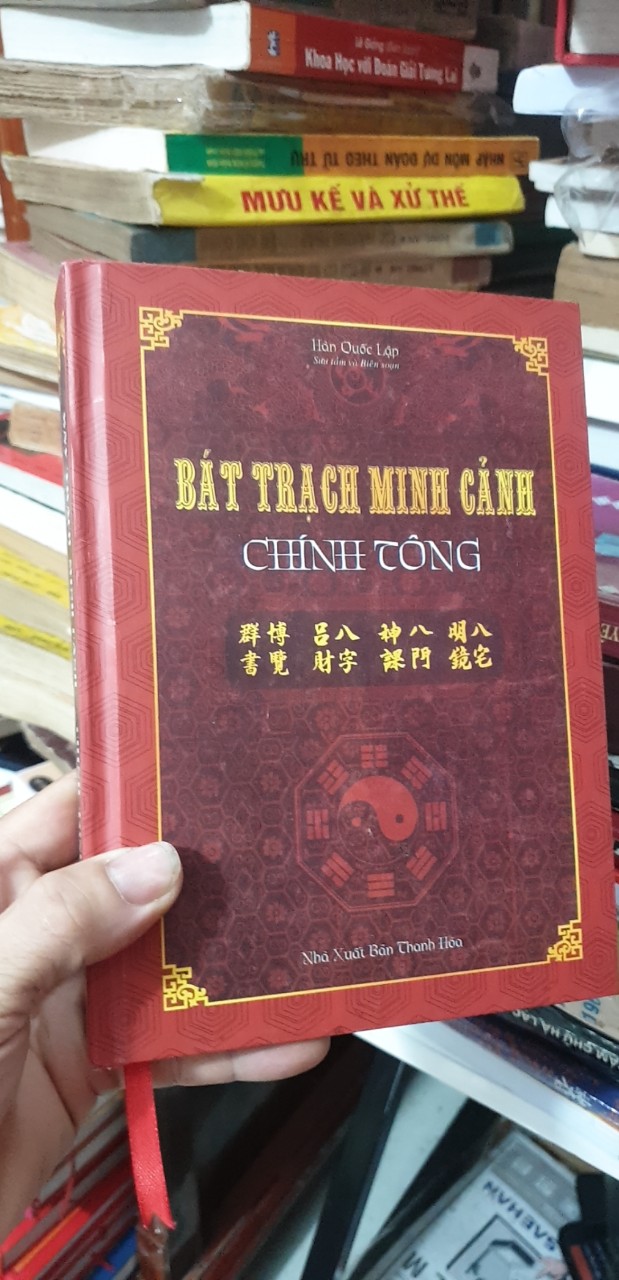 Lê Giảng
Khoa Học với Đoán Giải Tương Lai
NHẬP MÔN DỰ ĐOÁN THEO TỨ TRỤ
MƯU KẾ VÀ XỬ THẾ
Hàn Quốc Lập
Sưu tầm và Biên soạn
BÁT TRẠCH MINH CẢNH
CHÍNH TÔNG
群博 呂八 神八 明八
書覽 財字 課門 鏡宅
Nhà Xuất Bản Thanh Hóa